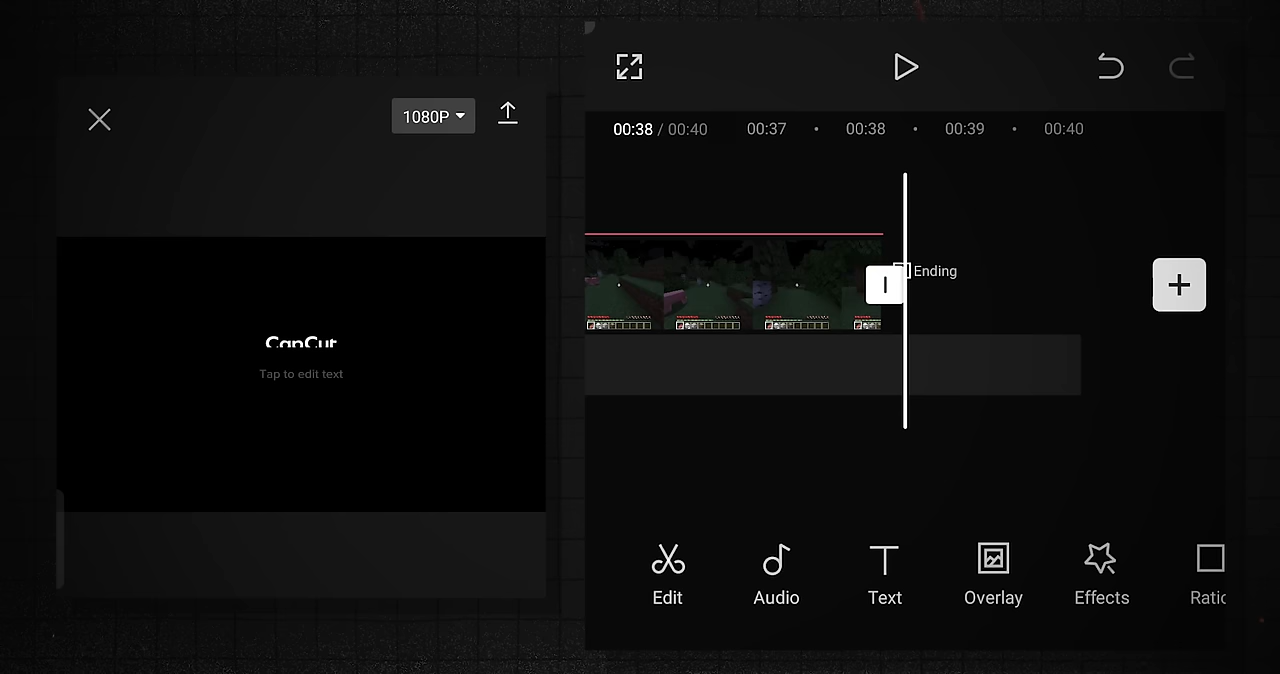 1080P
CapCut
Tap to edit text
00:38 / 00:40 00:37 00:38 00:39 00:40
Ending
Edit Audio Text Overlay Effects Ratio